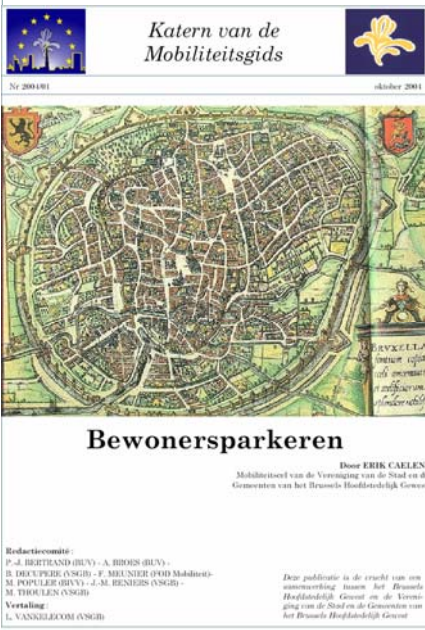 Katern van de
Mobiliteitsgids
Nr 2004/01
oktober 2004
BRVXELLA
Bewonersparkeren
Door ERIK CAELEN
Mobiliteitscel van de Vereniging van de Stad en d
Gemeenten van het Brussels Hoofdstedelijk Gewes
Redactiecomité :
P.-J. BERTRAND (BUV) - A. BROES (BUV) -
B. DECUPERE (VSGB) - F. MEUNIER (FOD Mobiliteit)-
M. POPULER (BIVV) - J.-M. RENIERS (VSGB) -
M. THOULEN (VSGB)
Vertaling :
L. VANKELECOM (VSGB)
Deze publicatie is de vrucht van een
samenwerking tussen het Brussels
Hoofdstedelijk Gewest en de Vereni-
ging van de Stad en de Gemeenten van
het Brussels Hoofdstedelijk Gewest